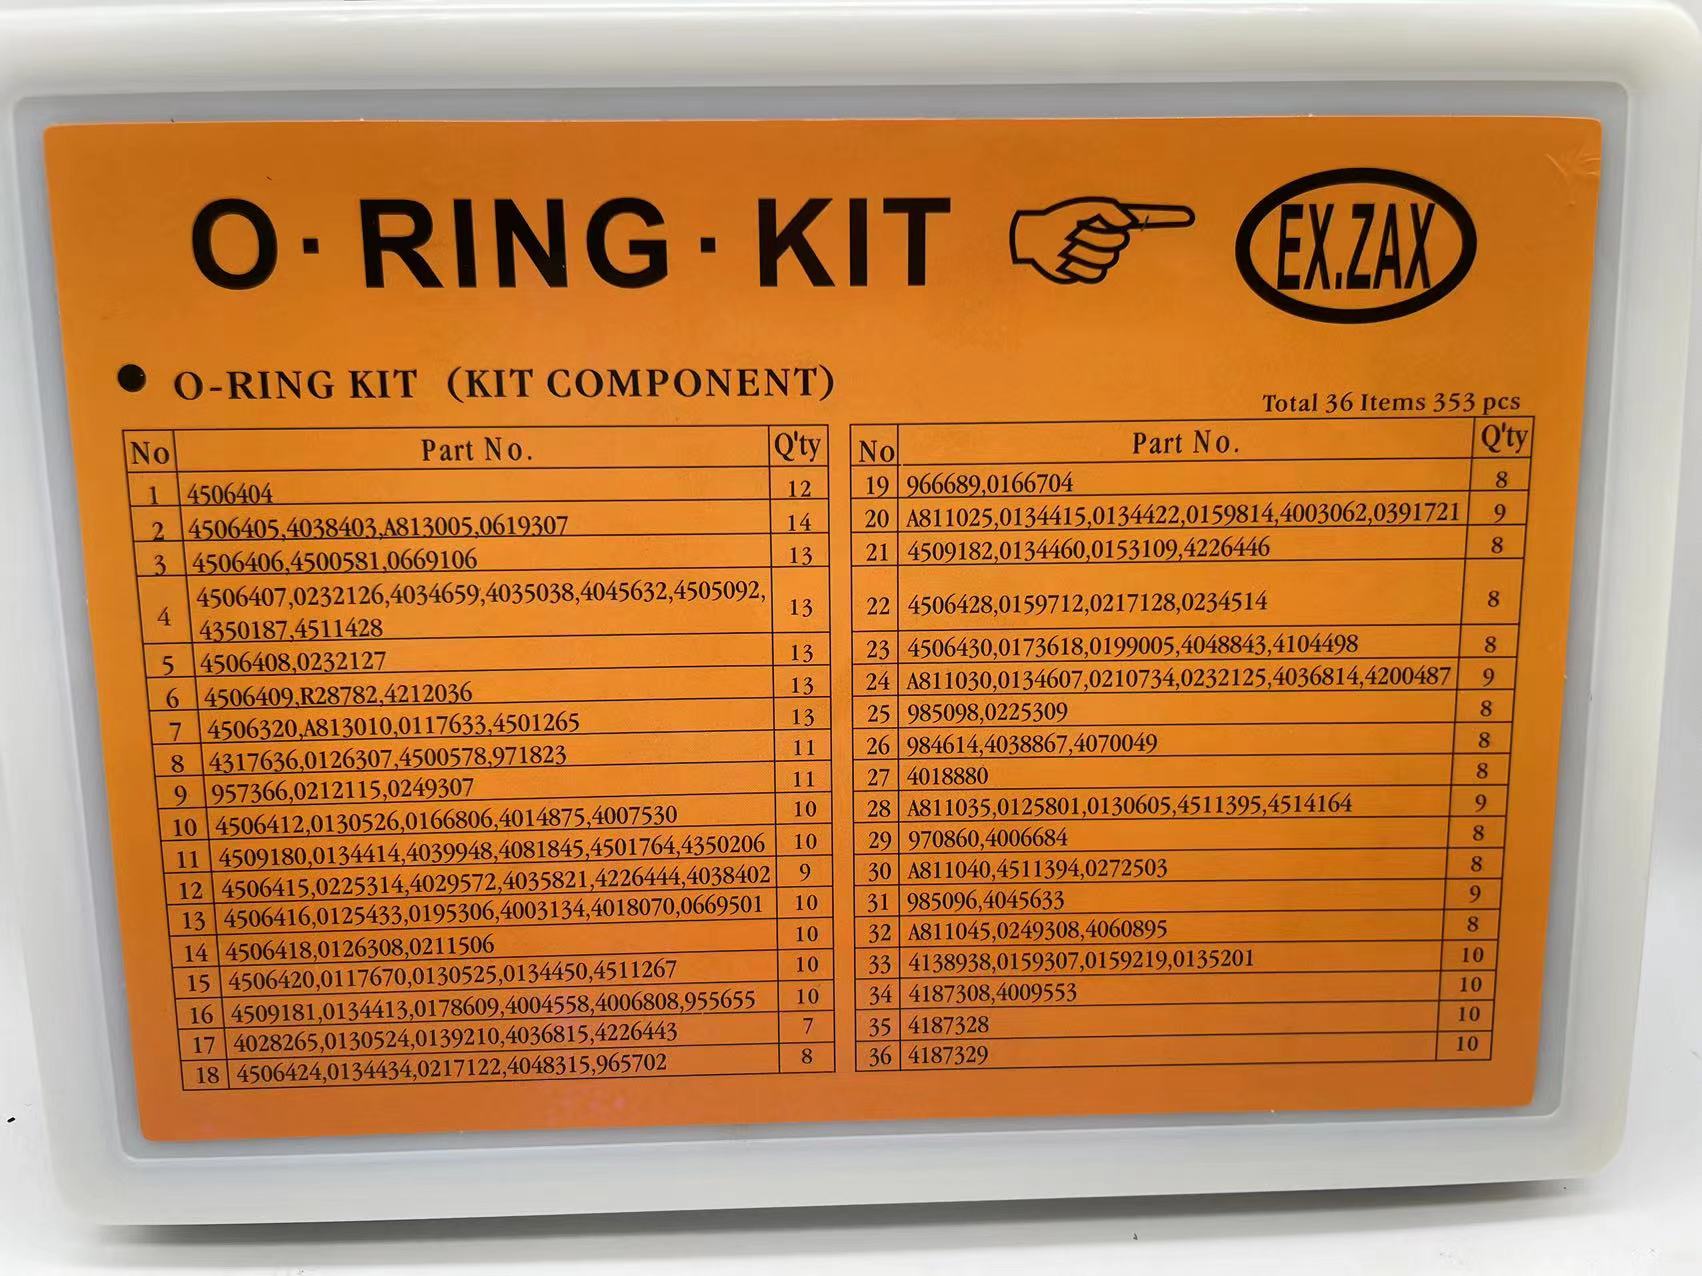 O·RING·KIT
EX.ZAX
● O-RING KIT (KIT COMPONENT)
Total 36 Items 353 pcs
No Part No. Q'ty
1 4506404 12
2 4506405,4038403,A813005,0619307 14
3 4506406,4500581,0669106 13
4 4506407,0232126,4034659,4035038,4045632,4505092, 13
4350187,4511428
5 4506408,0232127 13
6 4506409,R28782,4212036 13
7 4506320,A813010,0117633,4501265 13
8 4317636,0126307,4500578,971823 11
9 957366,0212115,0249307 11
10 4506412,0130526,0166806,4014875,4007530 10
11 4509180,0134414,4039948,4081845,4501764,4350206 10
12 4506415,0225314,4029572,4035821,4226444,4038402 9
13 4506416,0125433,0195306,4003134,4018070,0669501 10
14 4506418,0126308,0211506 10
15 4506420,0117670,0130525,0134450,4511267 10
16 4509181,0134413,0178609,4004558,4006808,955655 10
17 4028265,0130524,0139210,4036815,4226443 7
18 4506424,0134434,0217122,4048315,965702 8
No Part No. Q'ty
19 966689,0166704 8
20 A811025,0134415,0134422,0159814,4003062,0391721 9
21 4509182,0134460,0153109,4226446 8
22 4506428,0159712,0217128,0234514 8
23 4506430,0173618,0199005,4048843,4104498 8
24 A811030,0134607,0210734,0232125,4036814,4200487 9
25 985098,0225309 8
26 984614,4038867,4070049 8
27 4018880 8
28 A811035,0125801,0130605,4511395,4514164 9
29 970860,4006684 8
30 A811040,4511394,0272503 8
31 985096,4045633 9
32 A811045,0249308,4060895 8
33 4138938,0159307,0159219,0135201 10
34 4187308,4009553 10
35 4187328 10
36 4187329 10